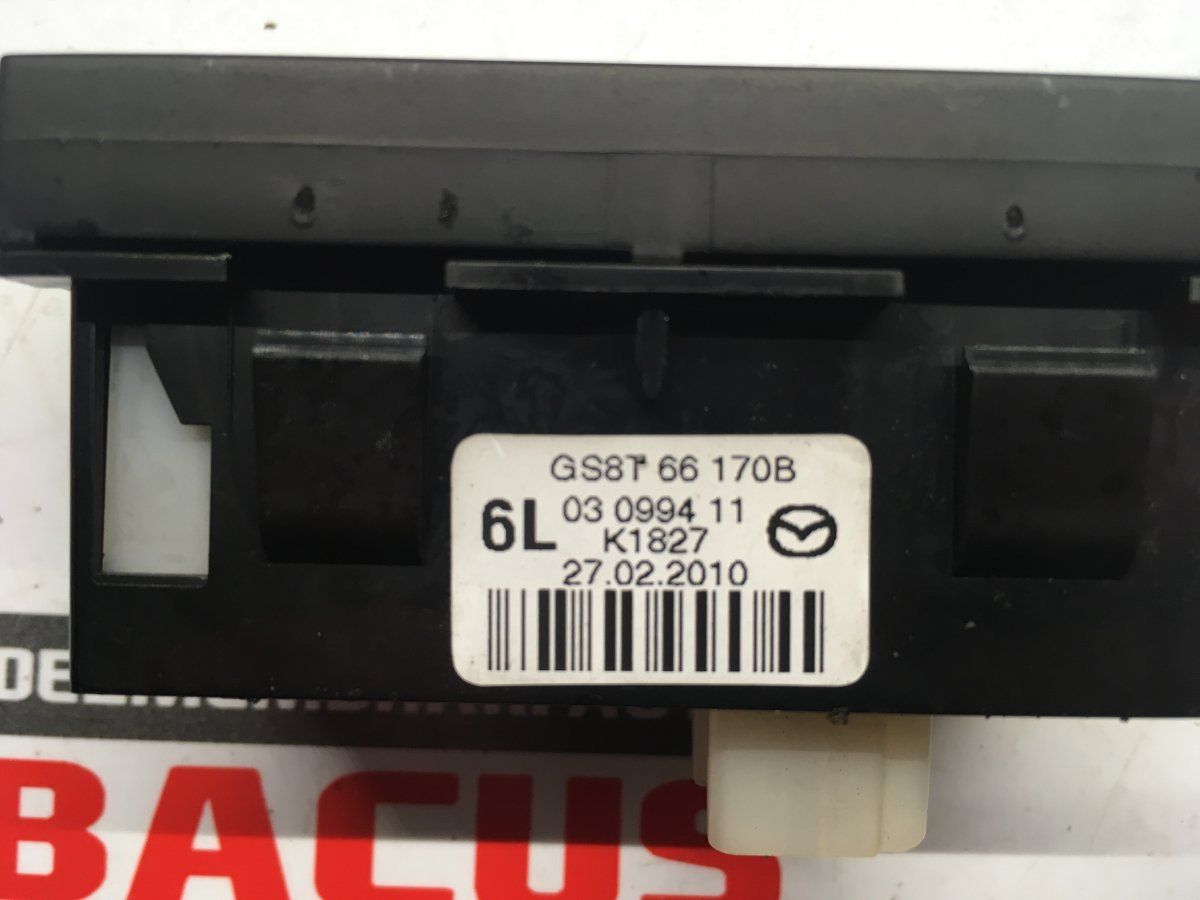 GS8T 66 170B
6L 03 0994 11
K1827
27.02.2010
BACUS